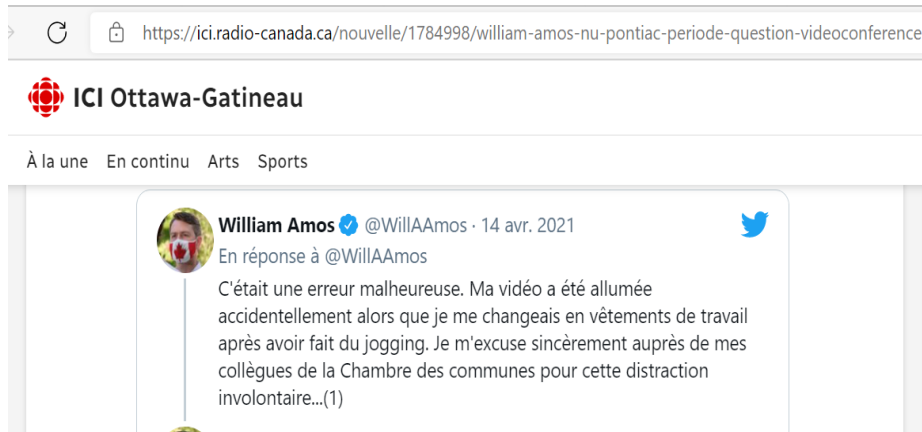 https://ici.radio-canada.ca/nouvelle/1784998/william-amos-nu-pontiac-periode-question-videoconference
ICI Ottawa-Gatineau
À la une En continu Arts Sports
William Amos @WillAAmos · 14 avr. 2021
En réponse à @WillAAmos
C'était une erreur malheureuse. Ma vidéo a été allumée
accidentellement alors que je me changeais en vêtements de travail
après avoir fait du jogging. Je m'excuse sincèrement auprès de mes
collègues de la Chambre des communes pour cette distraction
involontaire...(1)